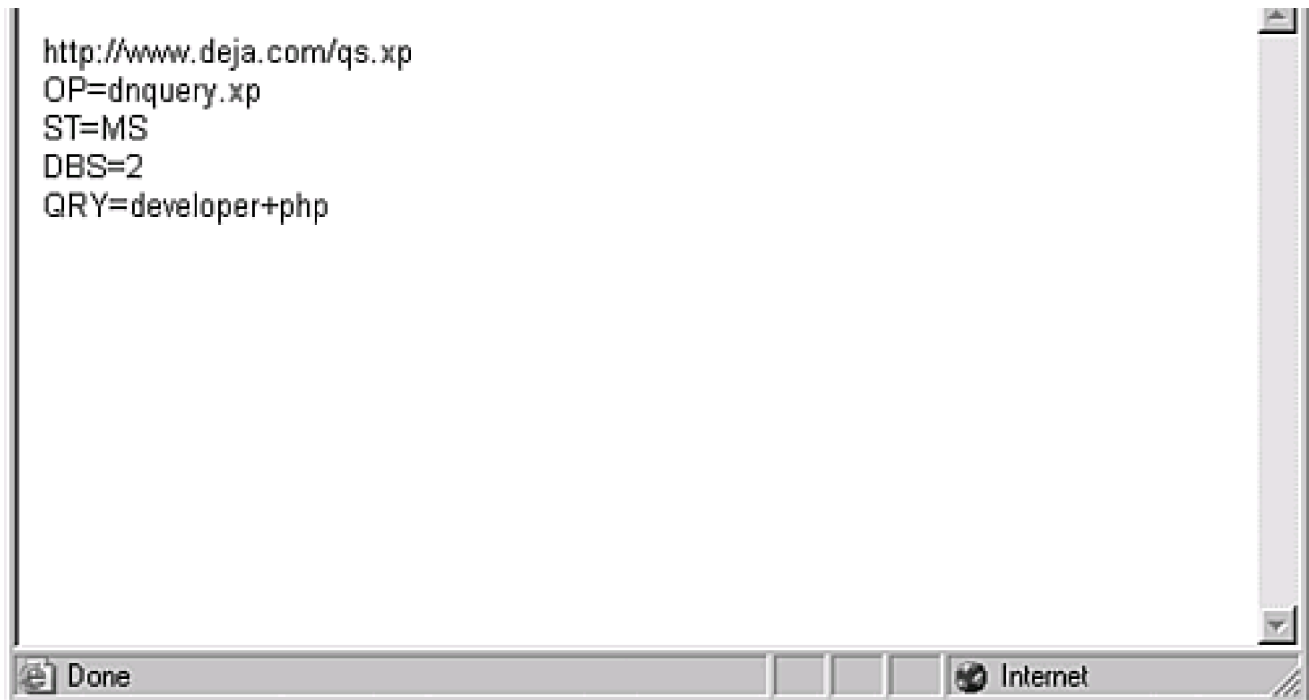 http://www.deja.com/qs.xp
OP=dnquery.xp
ST=MS
DBS=2
QRY=developer+php
Done
Internet